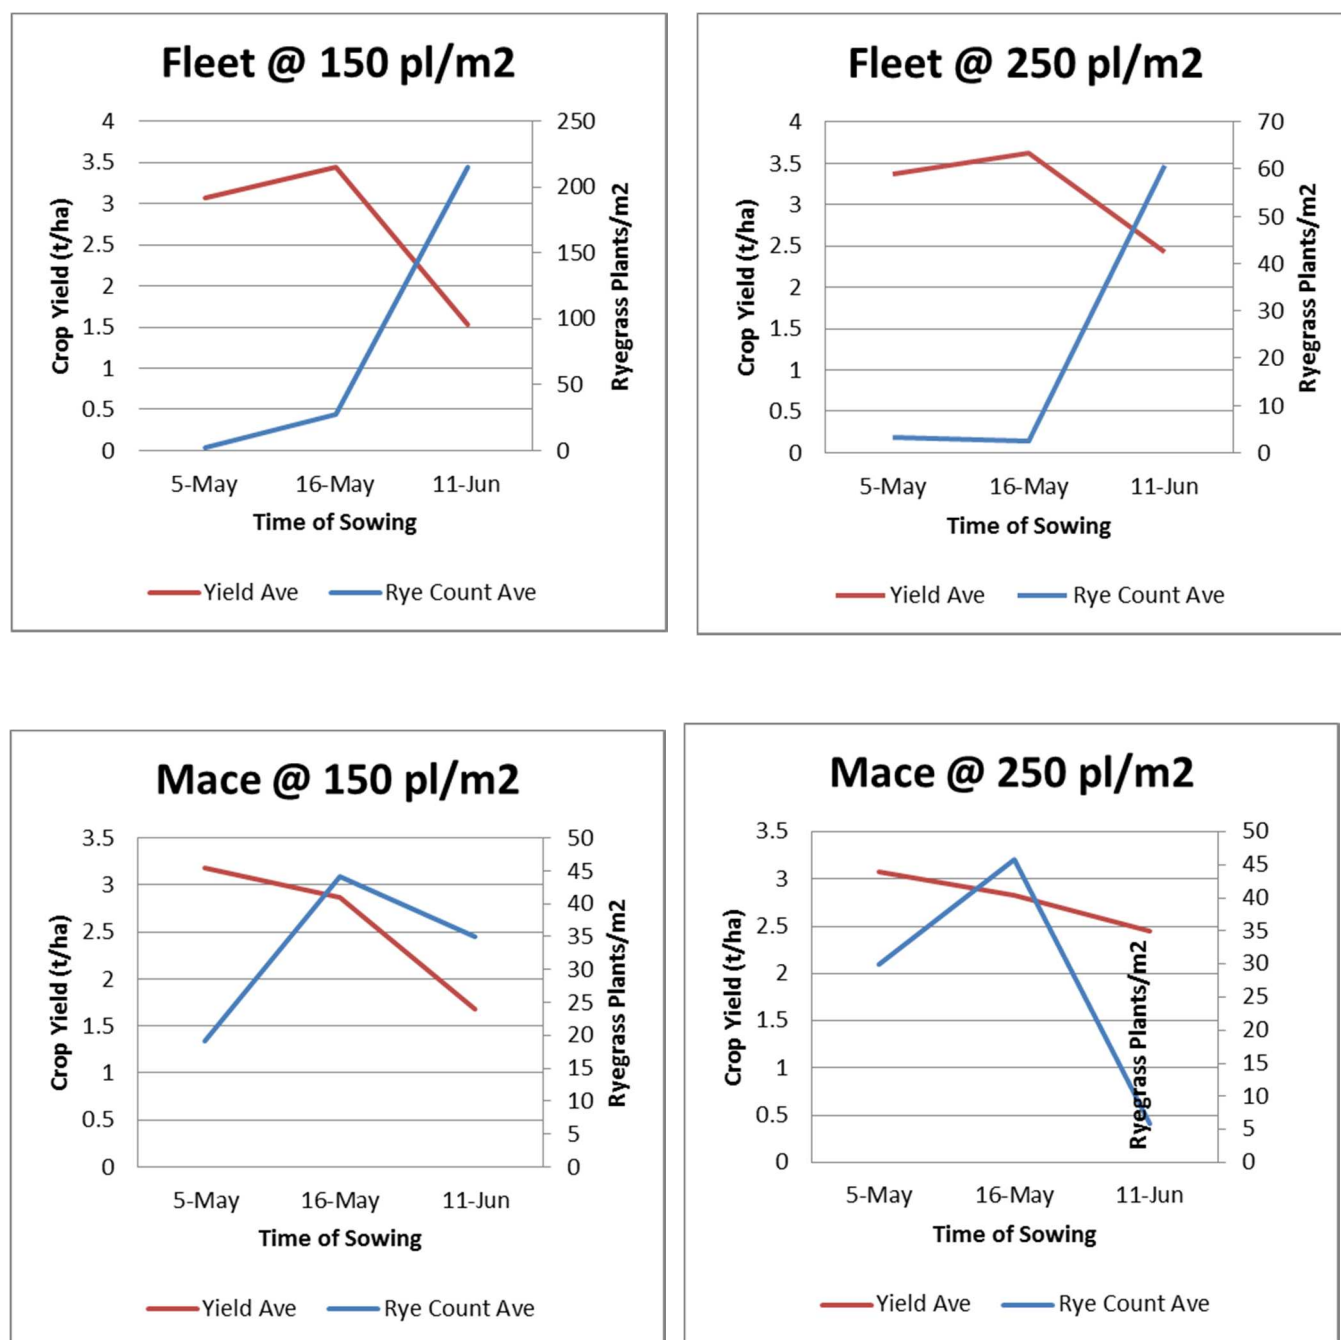 Fleet @ 150 pl/m2
4
3.5
3
2.5
2
1.5
1
0.5
0
Crop Yield (t/ha)
250
200
150
100
50
0
Ryegrass Plants/m2
5-May 16-May 11-Jun
Time of Sowing
Yield Ave Rye Count Ave
Fleet @ 250 pl/m2
4
3.5
3
2.5
2
1.5
1
0.5
0
Crop Yield (t/ha)
70
60
50
40
30
20
10
0
Ryegrass Plants/m2
5-May 16-May 11-Jun
Time of Sowing
Yield Ave Rye Count Ave
Mace @ 150 pl/m2
3.5
3
2.5
2
1.5
1
0.5
0
Crop Yield (t/ha)
50
45
40
35
30
25
20
15
10
5
0
Ryegrass Plants/m2
5-May 16-May 11-Jun
Time of Sowing
Yield Ave Rye Count Ave
Mace @ 250 pl/m2
3.5
3
2.5
2
1.5
1
0.5
0
Crop Yield (t/ha)
50
45
40
35
30
25
20
15
10
5
0
Ryegrass Plants/m2
5-May 16-May 11-Jun
Time of Sowing
Yield Ave Rye Count Ave